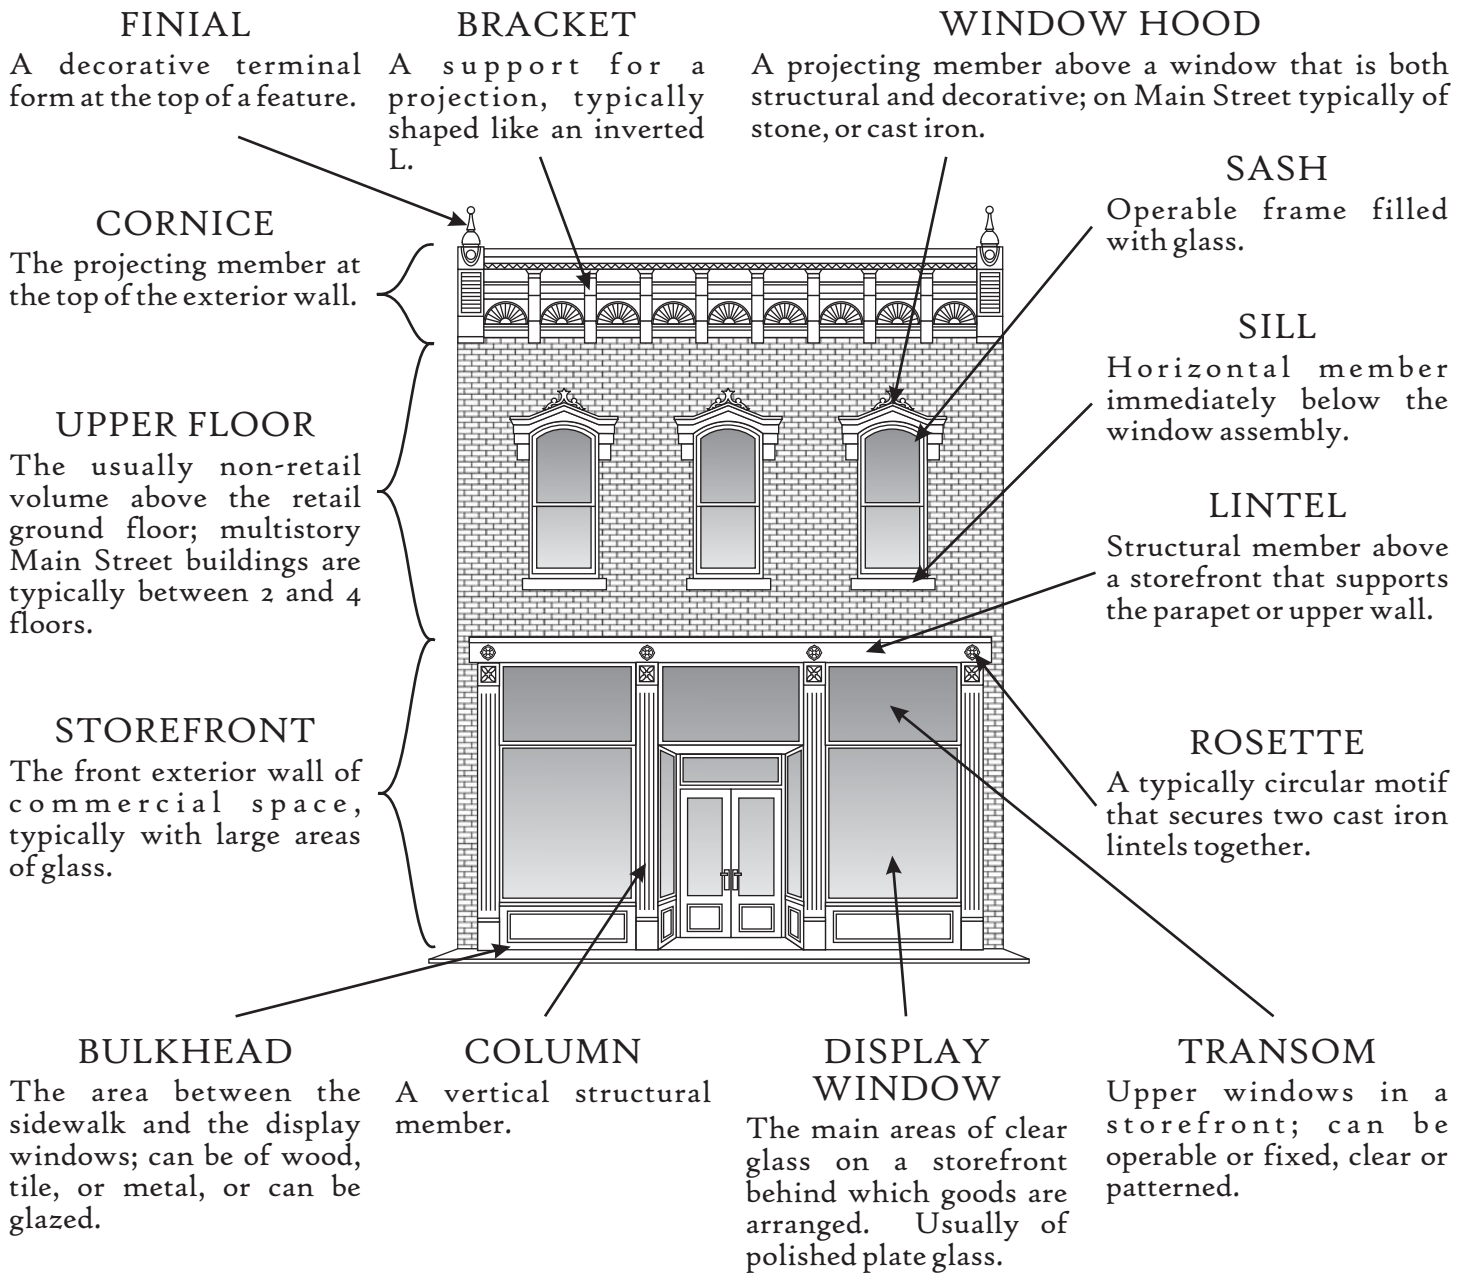 FINIAL
A decorative terminal
form at the top of a feature.
BRACKET
A support for a
projection, typically
shaped like an inverted
L.
WINDOW HOOD
A projecting member above a window that is both
structural and decorative; on Main Street typically of
stone, or cast iron.
SASH
Operable frame filled
with glass.
CORNICE
The projecting member at
the top of the exterior wall.
SILL
Horizontal member
immediately below the
window assembly.
UPPER FLOOR
The usually non-retail
volume above the retail
ground floor; multistory
Main Street buildings are
typically between 2 and 4
floors.
LINTEL
Structural member above
a storefront that supports
the parapet or upper wall.
STOREFRONT
The front exterior wall of
commercial space,
typically with large areas
of glass.
ROSETTE
A typically circular motif
that secures two cast iron
lintels together.
BULKHEAD
The area between the
sidewalk and the display
windows; can be of wood,
tile, or metal, or can be
glazed.
COLUMN
A vertical structural
member.
DISPLAY
WINDOW
The main areas of clear
glass on a storefront
behind which goods are
arranged. Usually of
polished plate glass.
TRANSOM
Upper windows in a
storefront; can be
operable or fixed, clear or
patterned.